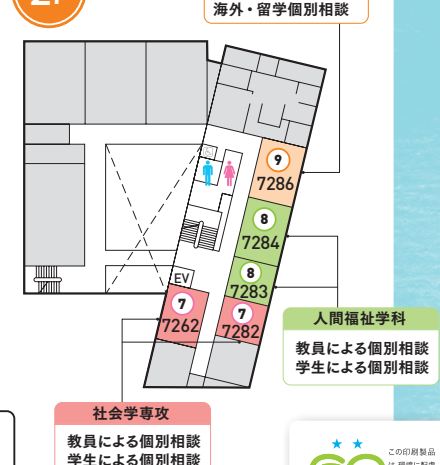 海外・留学個別相談
9
7286
8
7284
8
7283
EV
7
7262
7
7282
人間福祉学科
教員による個別相談
学生による個別相談
社会学専攻
教員による個別相談
学生による個別相談
この印刷製品